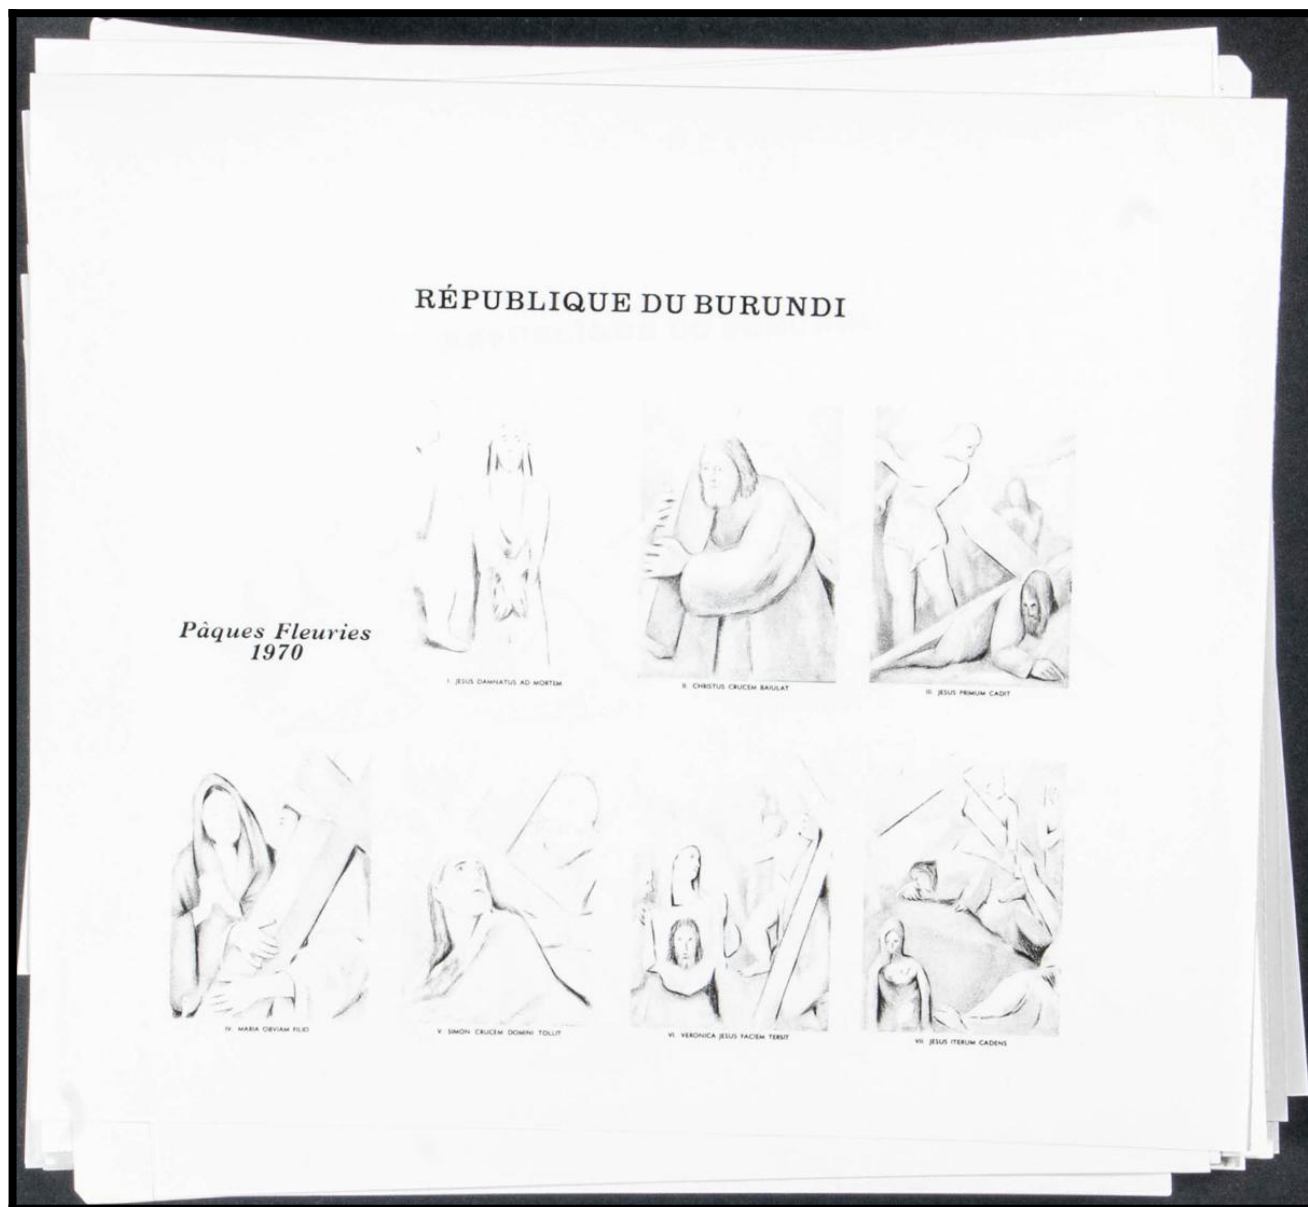 RÉPUBLIQUE DU BURUNDI
Pâques Fleuries
1970
I. JESUS DAMNATUS AD MORTEM
II. CHRISTUS CRUCEM BAIULAT
III. JESUS PRIMUM CADIT
IV. MARIA OBVIAM FILIO
V. SIMON CRUCEM DOMINI TOLLIT
VI. VERONICA JESUS FACIEM TERSIT
VII. JESUS ITERUM CADENS